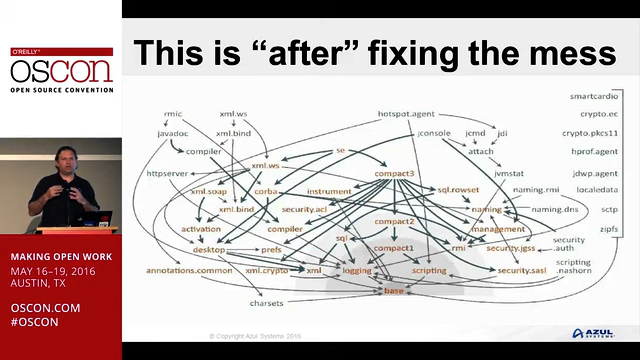 O'REILLY®
OSCON
OPEN SOURCE CONVENTION
MAKING OPEN WORK
MAY 16–19, 2016
AUSTIN, TX
OSCON.COM
#OSCON
This is “after” fixing the mess
smartcardio
rmic
xml.ws
hotspot.agent
crypto.ec
javadoc
xml.bind
jconsole
jcmd
jdi
crypto.pkcs11
compiler
se
attach
hprof.agent
httpserver
xml.ws
compact3
jvmstat
jdwp.agent
xml.soap
corba
instrument
sql.rowset
naming.rmi
localedata
xml.bind
security.acl
naming
naming.dns
sctp
activation
compiler
compact2
management
zipfs
desktop
prefs
sql
compact1
rmi
security.jgss
security
.auth
annotations.common
xml.crypto
xml
logging
scripting
security.sasl
scripting
.nashorn
base
charsets
© Copyright Azul Systems 2016
AZUL
SYSTEMS